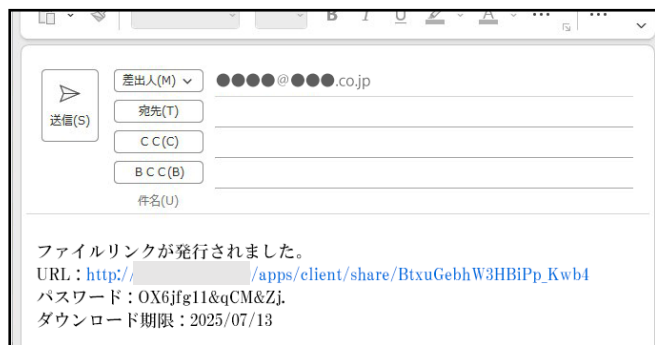 B I U A ... ...
差出人(M) ●●●●@●●●.co.jp
送信(S)
宛先(T)
C C(C)
B C C(B)
件名(U)
ファイルリンクが発行されました。
URL：http:// /apps/client/share/BtxuGebhW3HBiPp_Kwb4
パスワード：OX6jfg11&qCM&Zj.
ダウンロード期限：2025/07/13